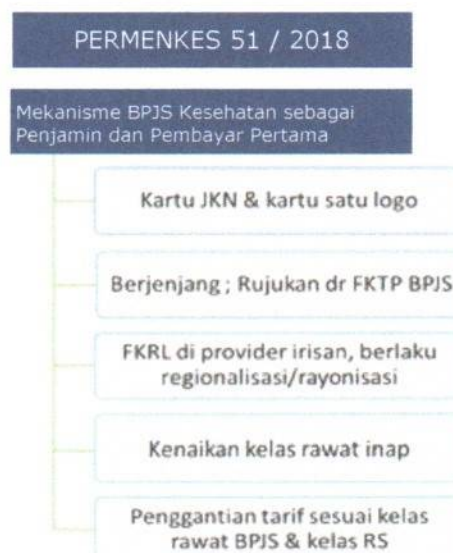 PERMENKES 51 / 2018
Mekanisme BPJS Kesehatan sebagai
Penjamin dan Pembayar Pertama
Kartu JKN & kartu satu logo
Berjenjang ; Rujukan dr FKTP BPJS
FKRL di provider irisan, berlaku
regionalisasi/rayonisasi
Kenaikan kelas rawat inap
Penggantian tarif sesuai kelas
rawat BPJS & kelas RS